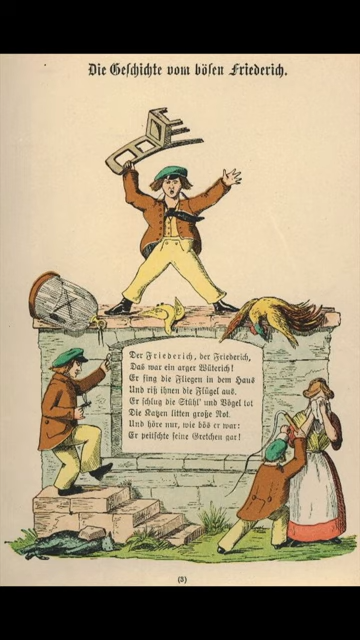 Die Geschichte vom bösen Friederich.
Der Friederich, der Friederich,
Das war ein arger Wüterich!
Er fing die Fliegen in dem Haus
Und riß ihnen die Flügel aus.
Er schlug die Stühl' und Vögel tot
Die Katzen litten große Not.
Und höre nur, wie bös er war:
Er peitschte seine Gretchen gar!
(3)